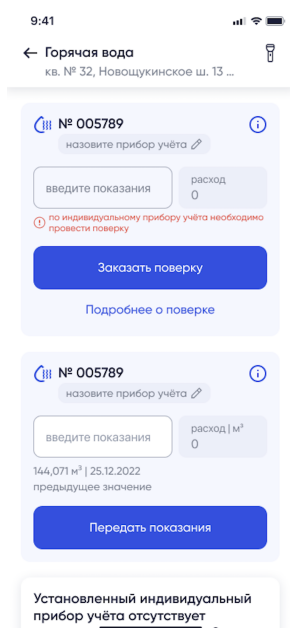 9:41
Горячая вода
кв. № 32, Новощукинское ш. 13 ...
№ 005789
назовите прибор учёта
введите показания
расход
0
по индивидуальному прибору учёта необходимо
провести поверку
Заказать поверку
Подробнее о поверке
№ 005789
назовите прибор учёта
введите показания
расход | м³
0
144,071 м³ | 25.12.2022
предыдущее значение
Передать показания
Установленный индивидуальный
прибор учёта отсутствует